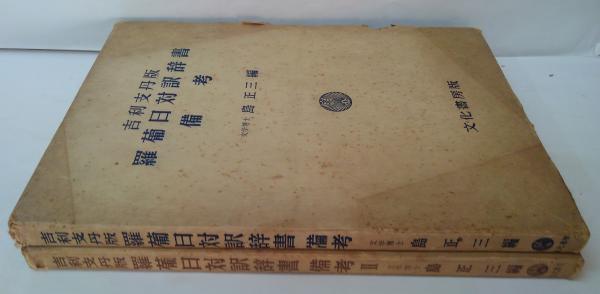 吉利支丹版
羅葡日対訳辞書
備考
文学博士 島正三編
文化書房版
吉利支丹版羅葡日対訳辞書備考 文学博士 島正三編
吉利支丹版羅葡日対訳辞書 備考 文学博士 島正三編